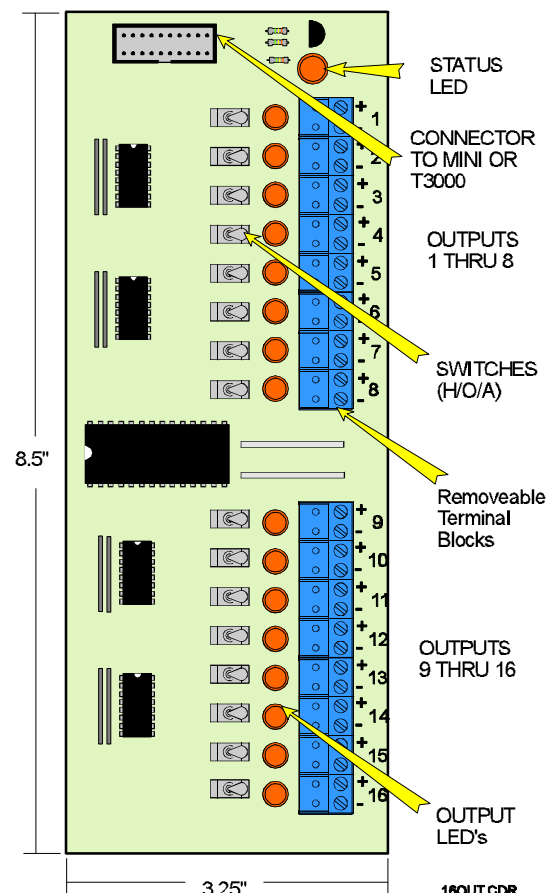 STATUS
LED
+
1
-
CONNECTOR
TO MINI OR
T3000
+
2
-
+
3
-
+
4
-
OUTPUTS
1 THRU 8
+
5
-
+
6
-
+
7
-
SWITCHES
(H/O/A)
+
8
-
8.5"
Removeable
Terminal
Blocks
+
9
-
+
10
-
+
11
-
+
12
-
OUTPUTS
9 THRU 16
+
13
-
+
14
-
+
15
-
+
16
-
OUTPUT
LED's
3.25"
16OUT.CDR